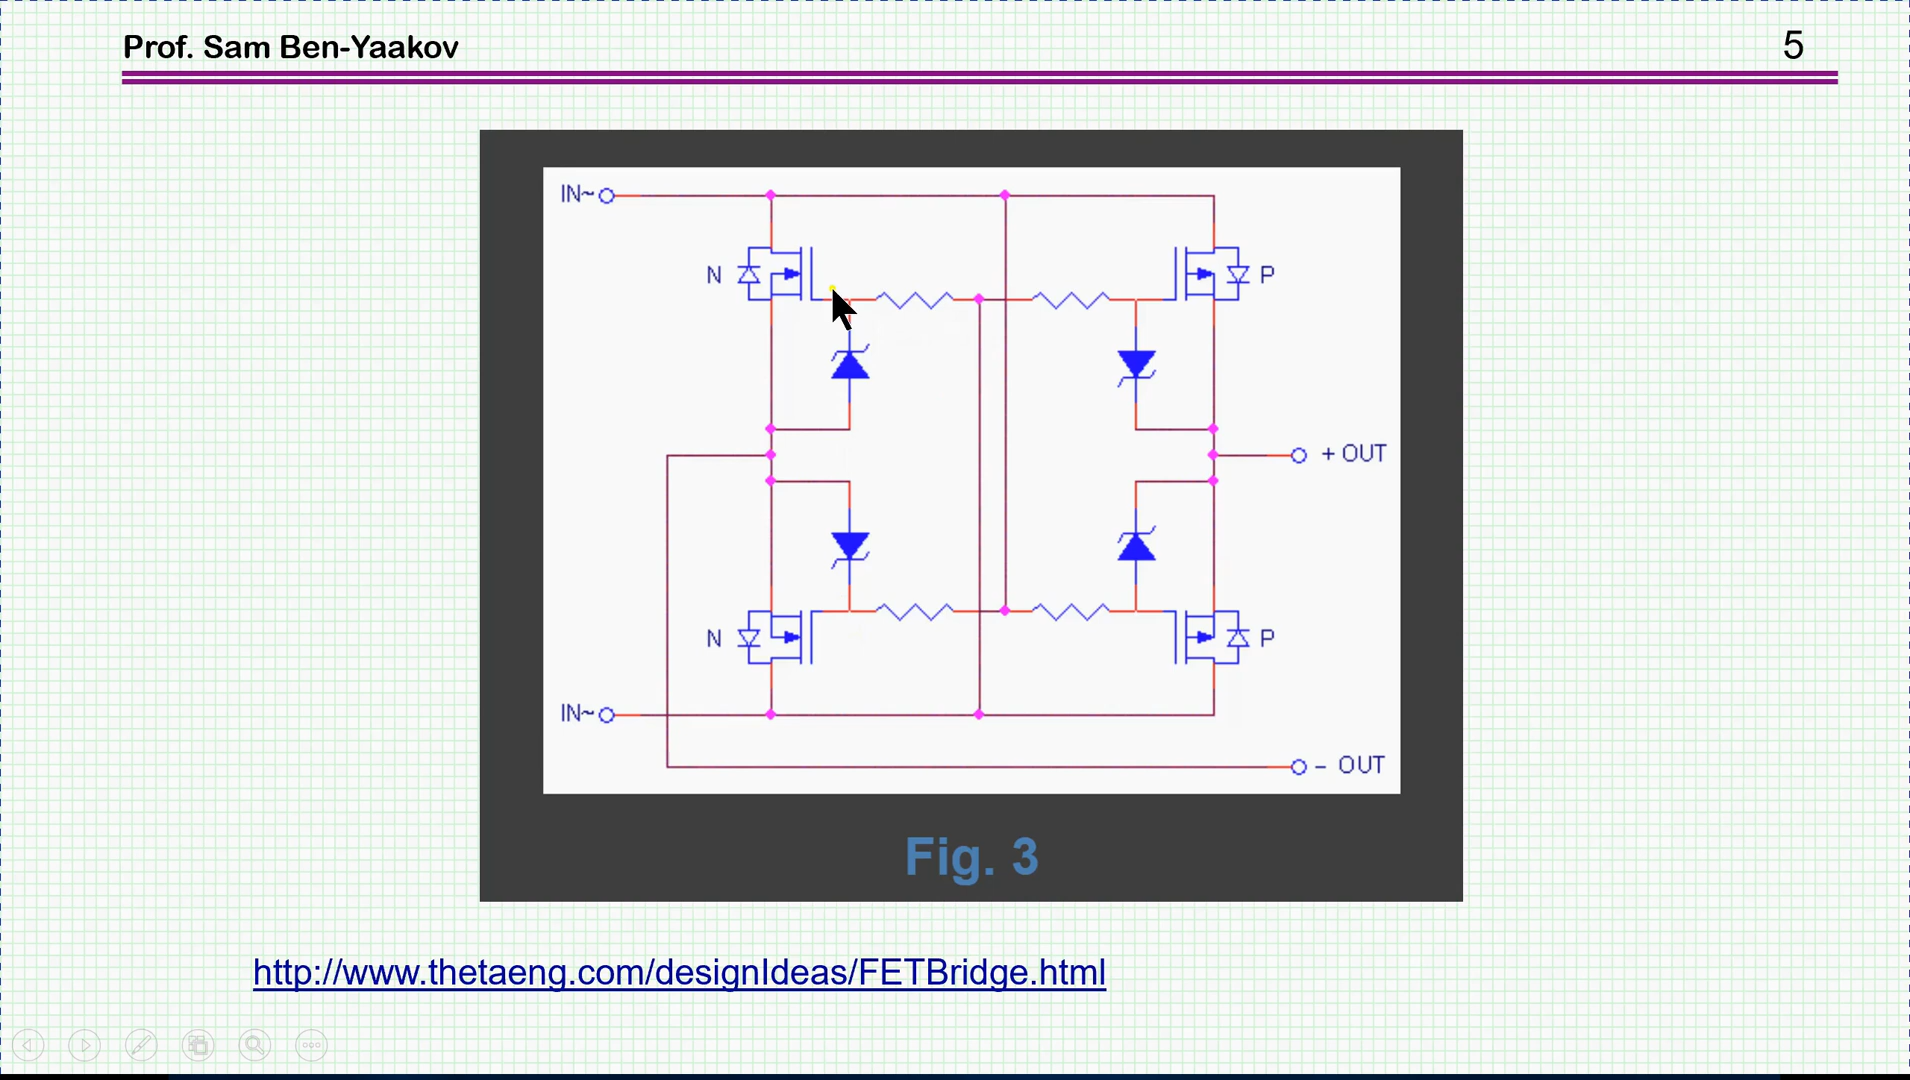 Prof. Sam Ben-Yaakov
5
IN~
N
P
+ OUT
N
P
IN~
- OUT
Fig. 3
http://www.thetaeng.com/designIdeas/FETBridge.html